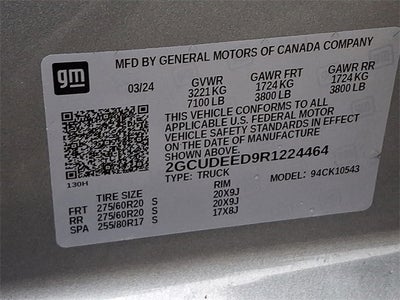 gm
MFD BY GENERAL MOTORS OF CANADA COMPANY
03/24 GVWR GAWR FRT GAWR RR
3221 KG 1724 KG 1724 KG
7100 LB 3800 LB 3800 LB
THIS VEHICLE CONFORMS TO ALL
APPLICABLE U.S. FEDERAL MOTOR
VEHICLE SAFETY STANDARDS IN EFFECT
ON THE DATE OF MANUFACTURE SHOWN ABOVE.
2GCUDEED9R1224464
130H TYPE: TRUCK MODEL: 94CK10543
TIRE SIZE RIM
FRT 275/60R20 S 20X9J
RR 275/60R20 S 20X9J
SPA 255/80R17 S 17X8J